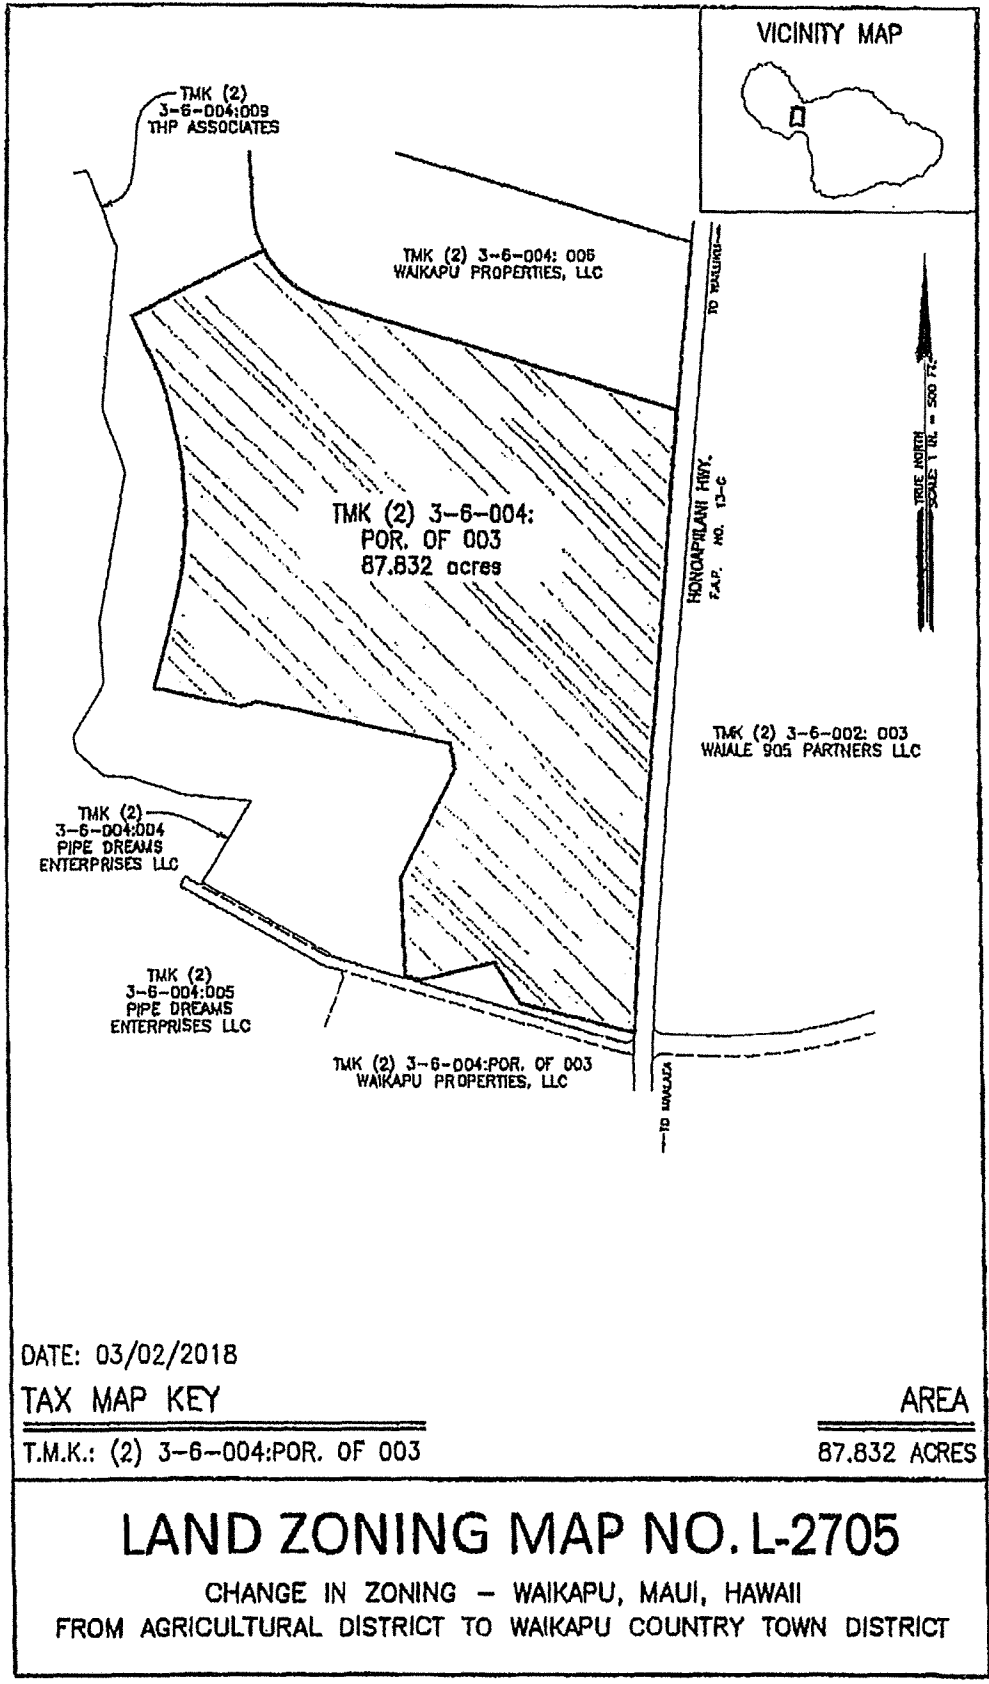 VICINITY MAP
TMK (2)
3-6-004:009
THP ASSOCIATES
TMK (2) 3-6-004: 006
WAIKAPU PROPERTIES, LLC
TO WAILUKU
TRUE NORTH
SCALE: 1 IN. = 500 FT.
HONOAPIILANI HWY.
F.A.P. NO. 13-G
TMK (2) 3-6-004:
POR. OF 003
87.832 acres
TMK (2) 3-6-002: 003
WAIALE 905 PARTNERS LLC
TMK (2)
3-6-004:004
PIPE DREAMS
ENTERPRISES LLC
TMK (2)
3-6-004:005
PIPE DREAMS
ENTERPRISES LLC
TMK (2) 3-6-004:POR. OF 003
WAIKAPU PROPERTIES, LLC
TO MAALAEA
DATE: 03/02/2018
TAX MAP KEY
AREA
T.M.K.: (2) 3-6-004:POR. OF 003
87.832 ACRES
LAND ZONING MAP NO. L-2705
CHANGE IN ZONING - WAIKAPU, MAUI, HAWAII
FROM AGRICULTURAL DISTRICT TO WAIKAPU COUNTRY TOWN DISTRICT